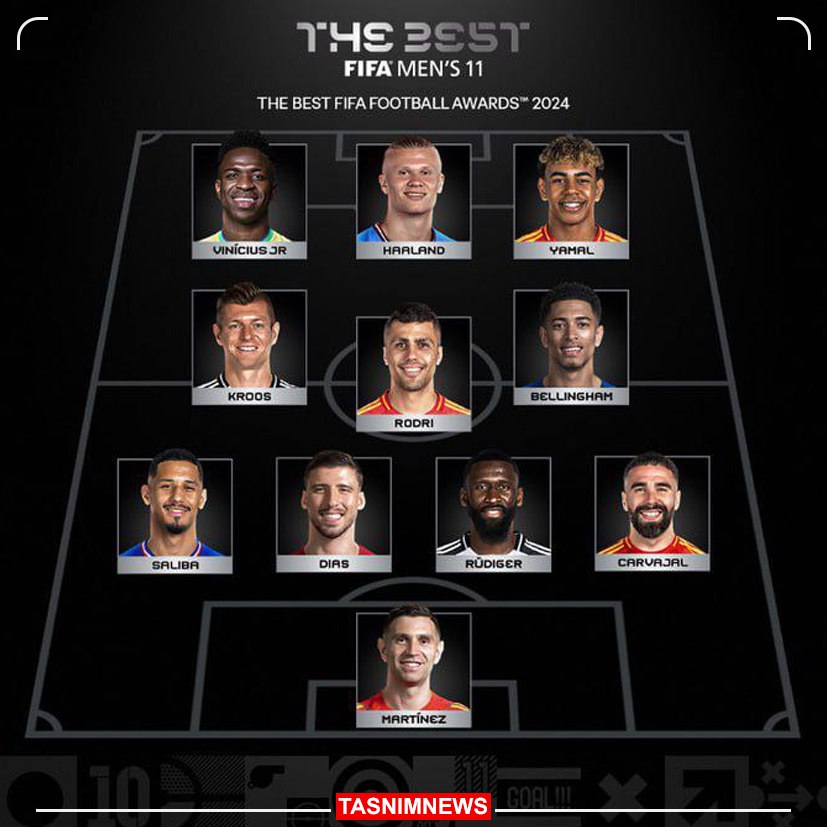 THE BEST
FIFA MEN'S 11
THE BEST FIFA FOOTBALL AWARDS™ 2024
VINÍCIUS JR
HAALAND
YAMAL
KROOS
RODRI
BELLINGHAM
SALIBA
DIAS
RÜDIGER
CARVAJAL
MARTÍNEZ
10
11
GOAL!!!
TASNIMNEWS